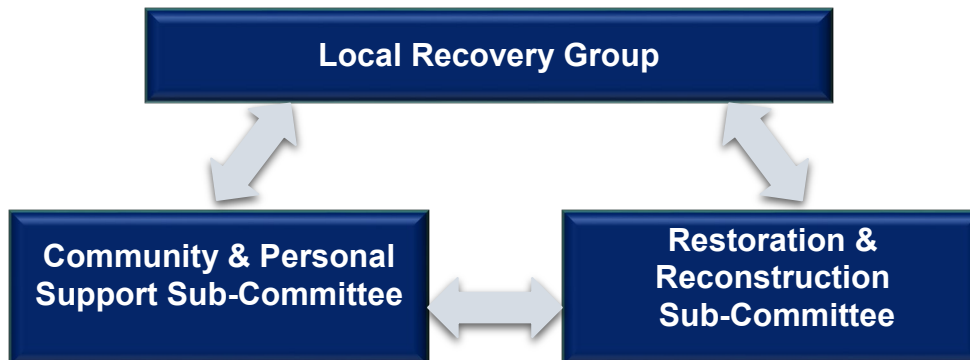 Local Recovery Group
Community & Personal
Support Sub-Committee
Restoration &
Reconstruction
Sub-Committee